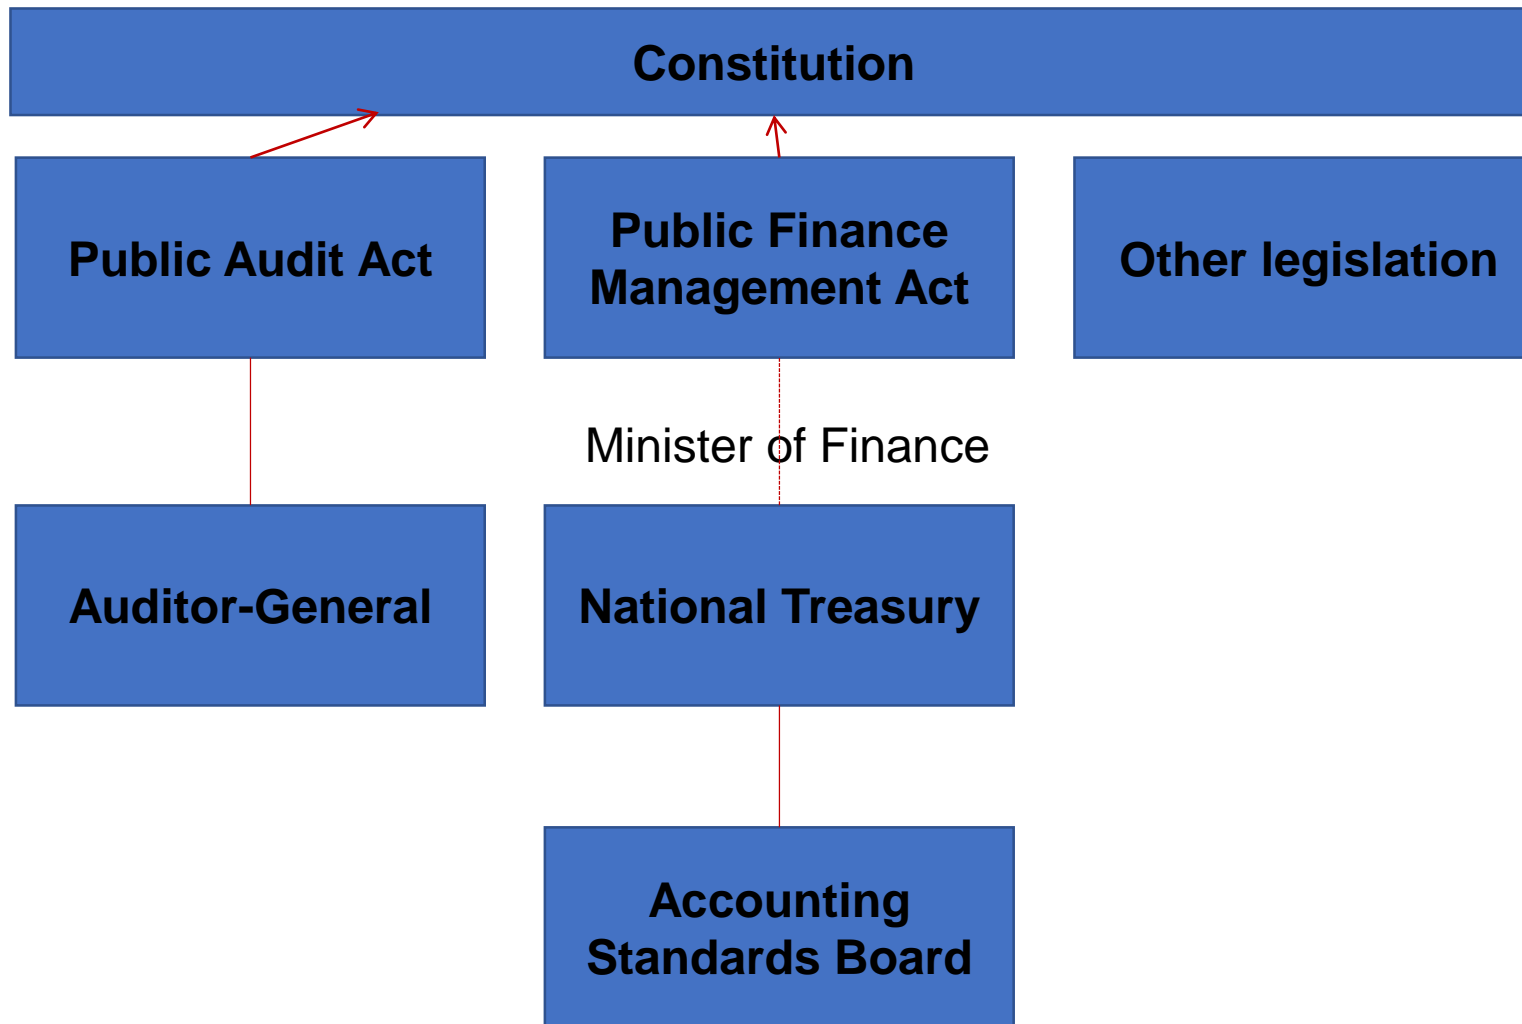 Constitution
Public Audit Act
Public Finance
Management Act
Other legislation
Minister of Finance
Auditor-General
National Treasury
Accounting
Standards Board